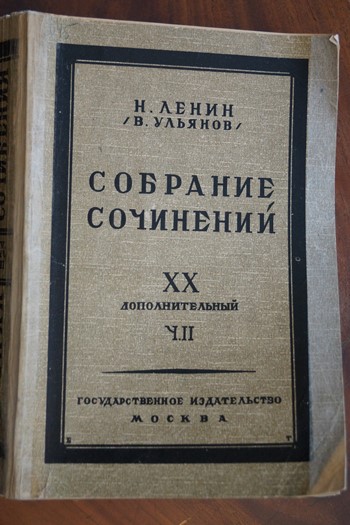 Н. ЛЕНИН
/В. УЛЬЯНОВ/
СОБРАНИЕ
СОЧИНЕНИЙ
XX
ДОПОЛНИТЕЛЬНЫЙ
Ч.II
ГОСУДАРСТВЕННОЕ ИЗДАТЕЛЬСТВО
МОСКВА